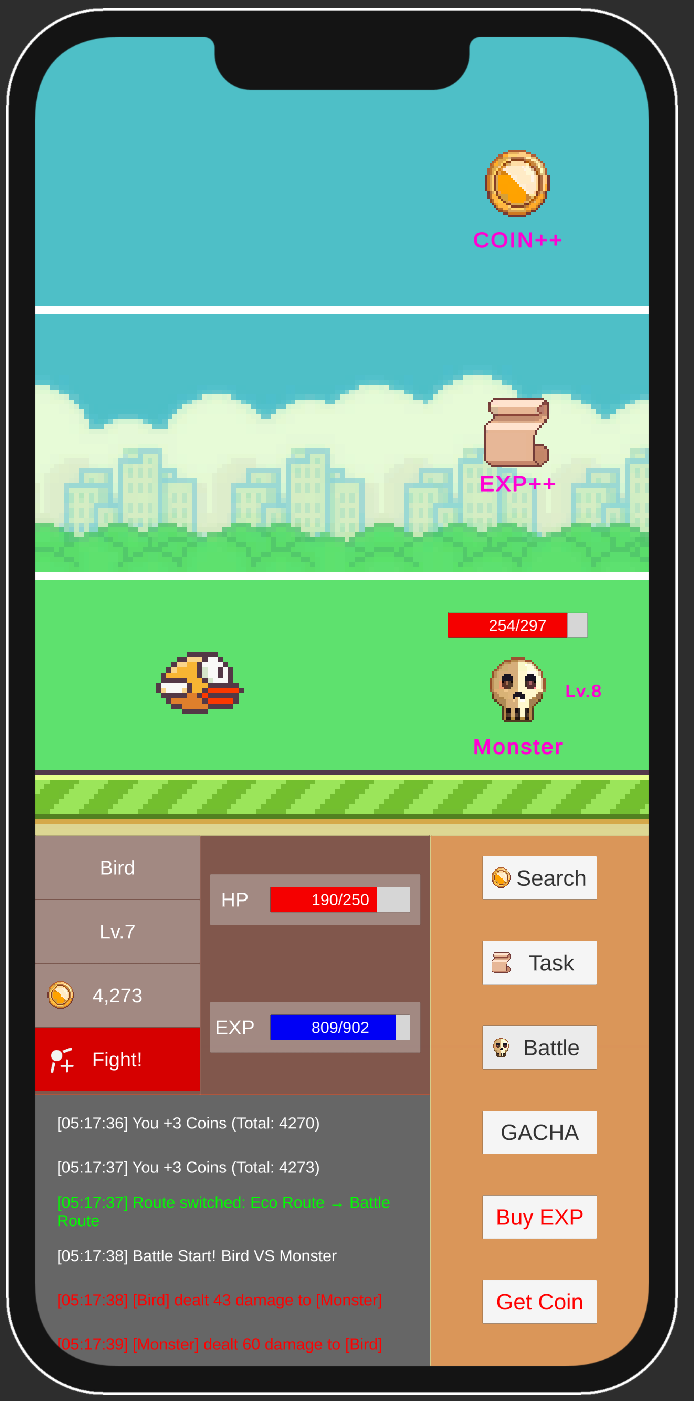 COIN++
EXP++
254/297
Lv.8
Monster
Bird
Lv.7
4,273
Fight!
HP
190/250
EXP
809/902
[05:17:36] You +3 Coins (Total: 4270)
[05:17:37] You +3 Coins (Total: 4273)
[05:17:37] Route switched: Eco Route → Battle
Route
[05:17:38] Battle Start! Bird VS Monster
[05:17:38] [Bird] dealt 43 damage to [Monster]
[05:17:39] [Monster] dealt 60 damage to [Bird]
Search
Task
Battle
GACHA
Buy EXP
Get Coin